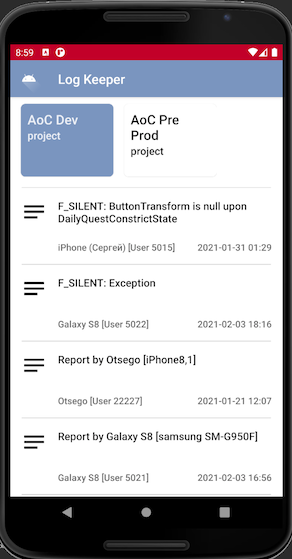 8:59
Log Keeper
AoC Dev
project
AoC Pre
Prod
project
F_SILENT: ButtonTransform is null upon
DailyQuestConstrictState
iPhone (Сергей) [User 5015] 2021-01-31 01:29
F_SILENT: Exception
Galaxy S8 [User 5022] 2021-02-03 18:16
Report by Otsego [iPhone8,1]
Otsego [User 22227] 2021-01-21 12:07
Report by Galaxy S8 [samsung SM-G950F]
Galaxy S8 [User 5021] 2021-02-03 16:56